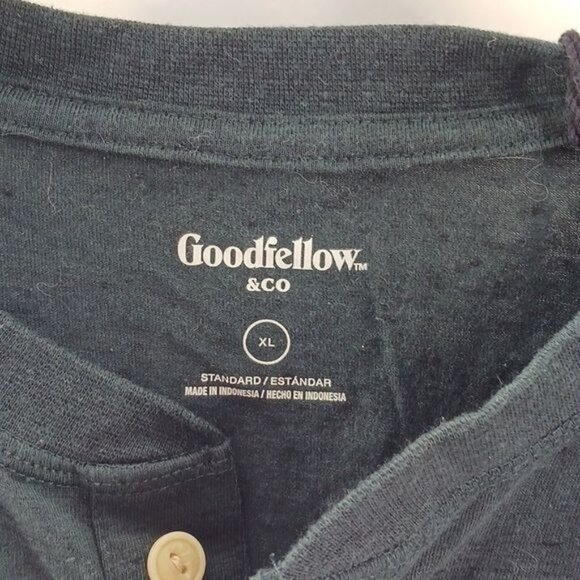 Goodfellow™
&CO
XL
STANDARD / ESTÁNDAR
MADE IN INDONESIA / HECHO EN INDONESIA